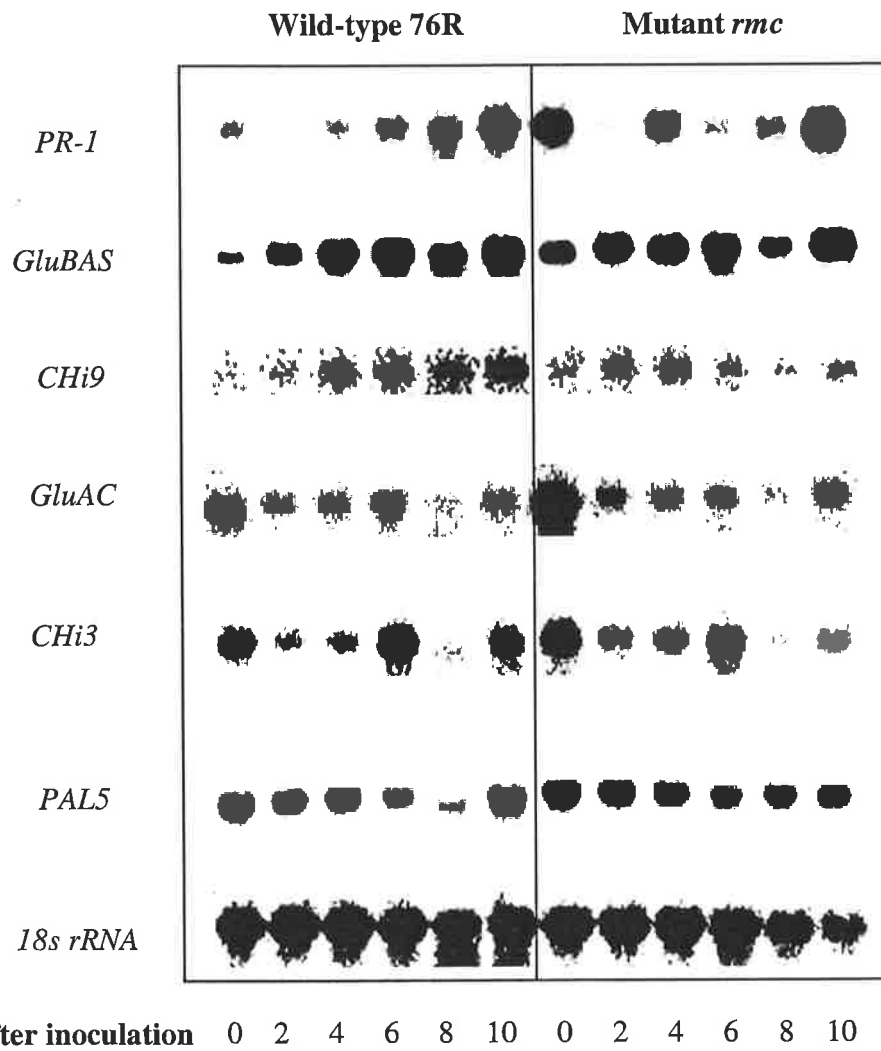 Wild-type 76R Mutant rmc
PR-1
GluBAS
CHi9
GluAC
CHi3
PAL5
18s rRNA
after inoculation 0 2 4 6 8 10 0 2 4 6 8 10